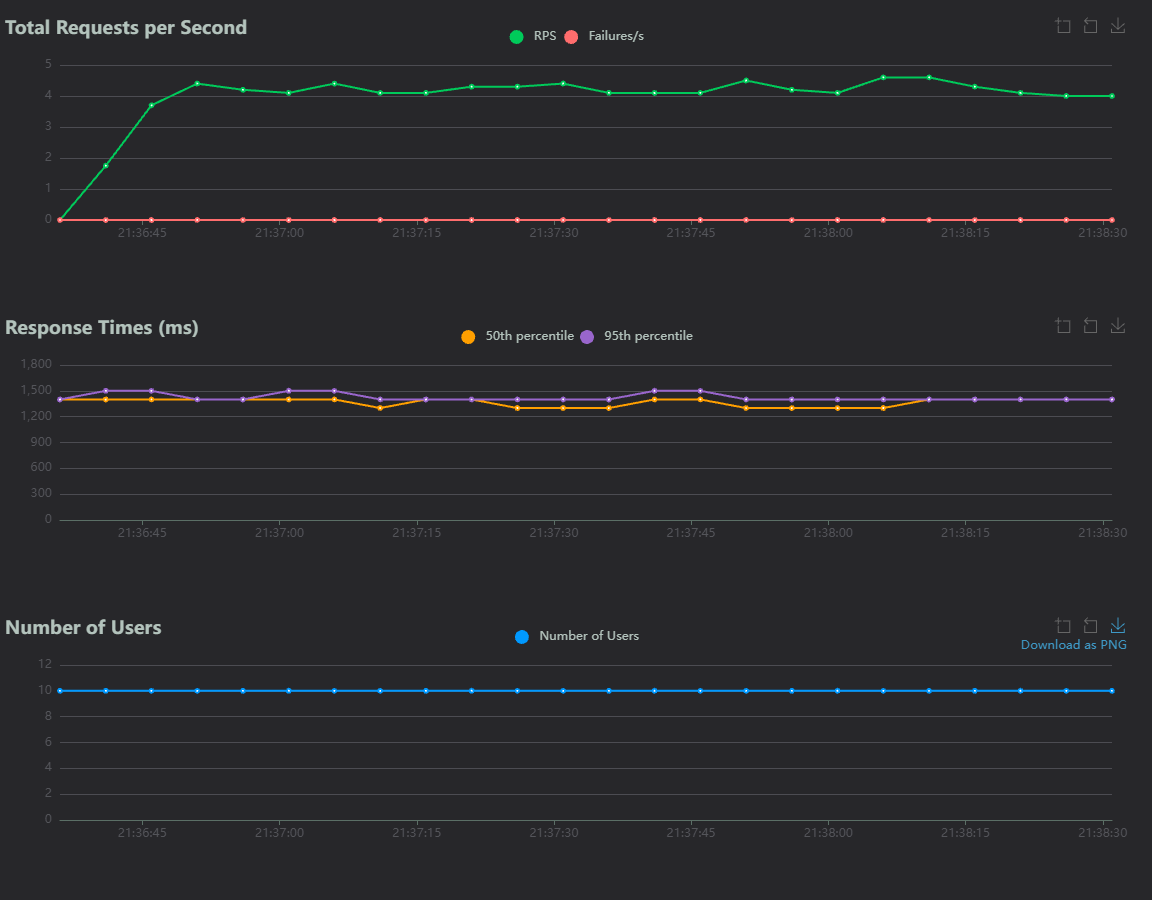 Total Requests per Second
RPS Failures/s
5
4
3
2
1
0
21:36:45 21:37:00 21:37:15 21:37:30 21:37:45 21:38:00 21:38:15 21:38:30
Response Times (ms)
50th percentile 95th percentile
1,800
1,500
1,200
900
600
300
0
21:36:45 21:37:00 21:37:15 21:37:30 21:37:45 21:38:00 21:38:15 21:38:30
Number of Users
Number of Users
Download as PNG
12
10
8
6
4
2
0
21:36:45 21:37:00 21:37:15 21:37:30 21:37:45 21:38:00 21:38:15 21:38:30